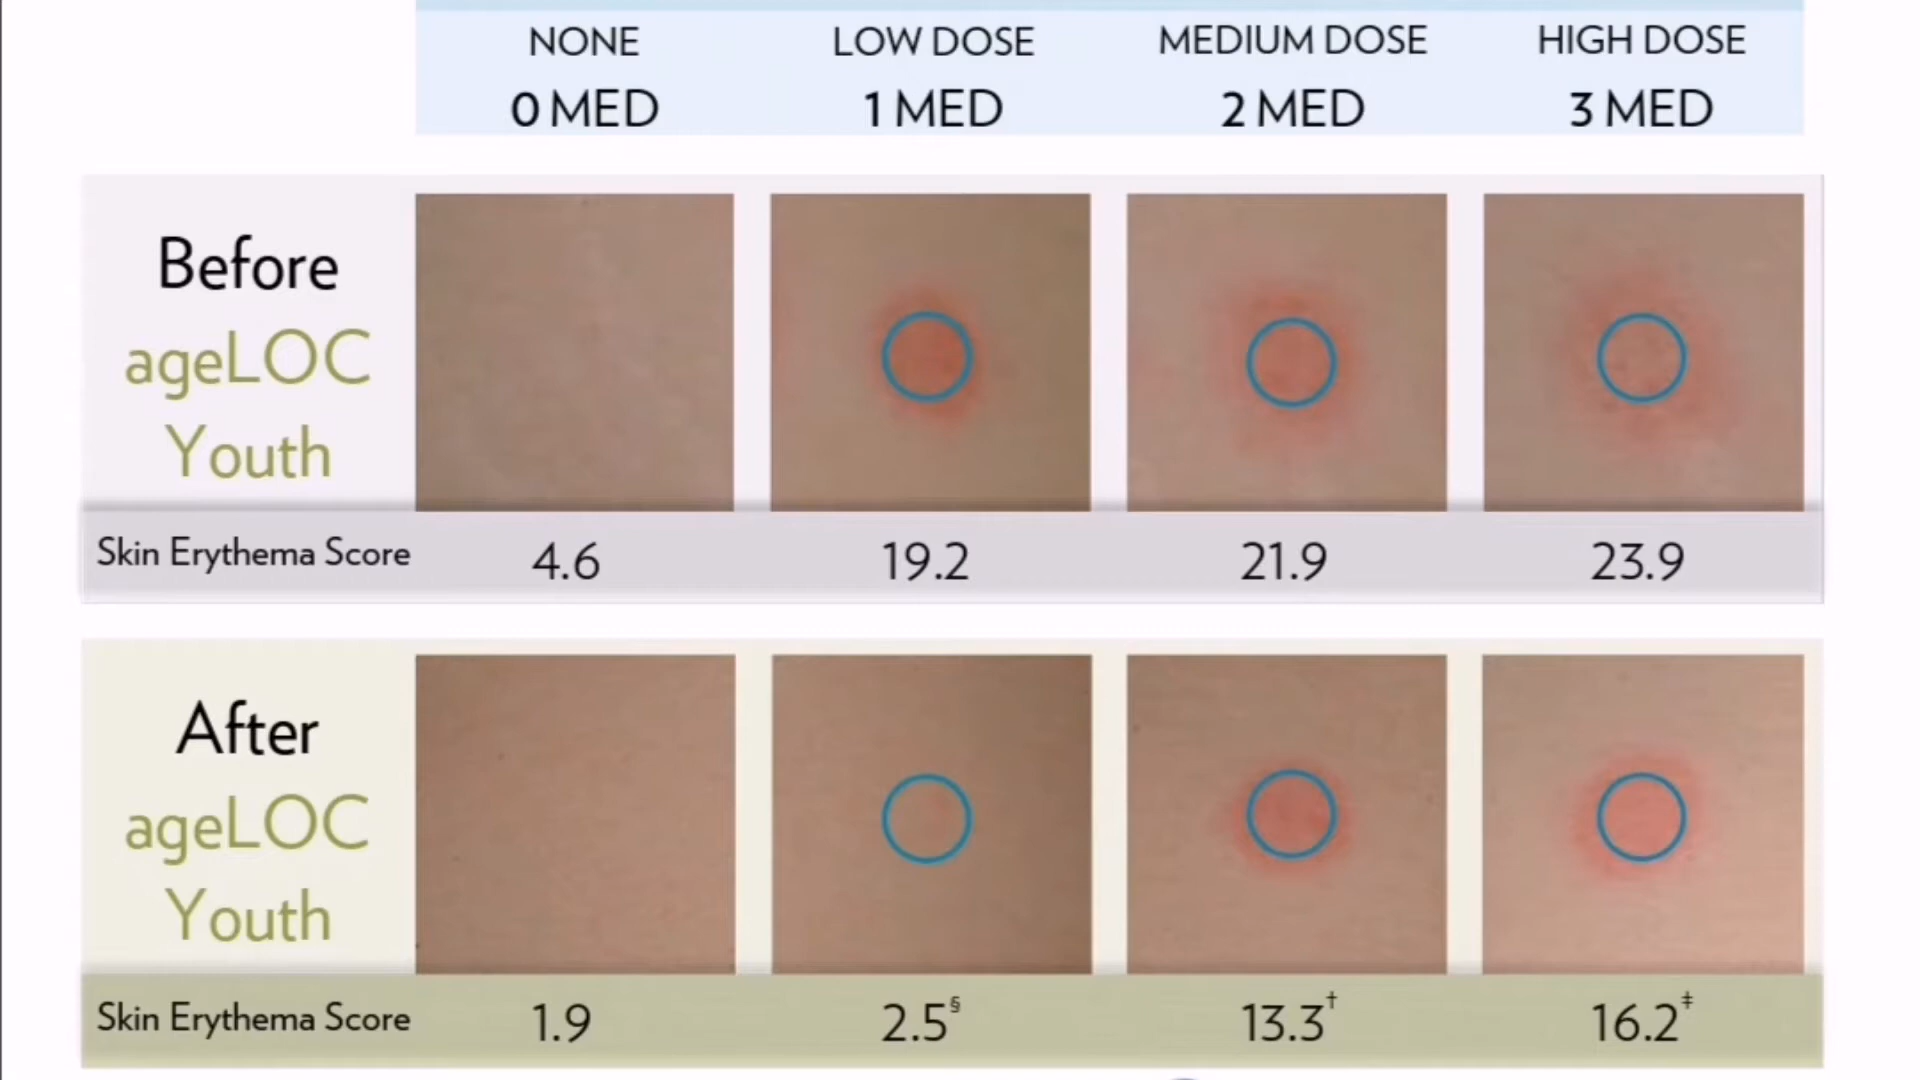 NONE LOW DOSE MEDIUM DOSE HIGH DOSE
0 MED 1 MED 2 MED 3 MED
Before
ageLOC
Youth
Skin Erythema Score 4.6 19.2 21.9 23.9
After
ageLOC
Youth
Skin Erythema Score 1.9 2.5§ 13.3† 16.2‡